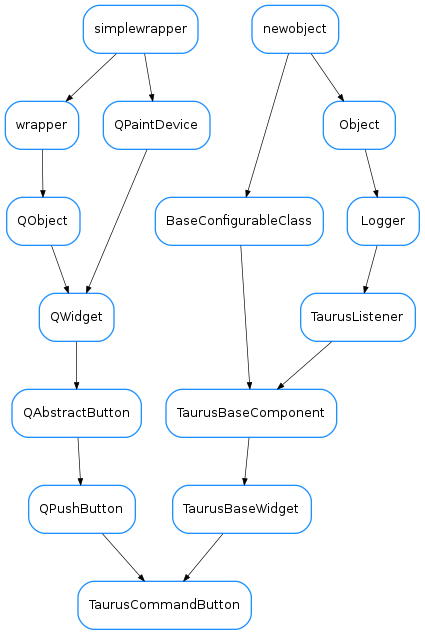 simplewrapper
newobject
wrapper
QPaintDevice
Object
QObject
BaseConfigurableClass
Logger
QWidget
TaurusListener
QAbstractButton
TaurusBaseComponent
QPushButton
TaurusBaseWidget
TaurusCommandButton